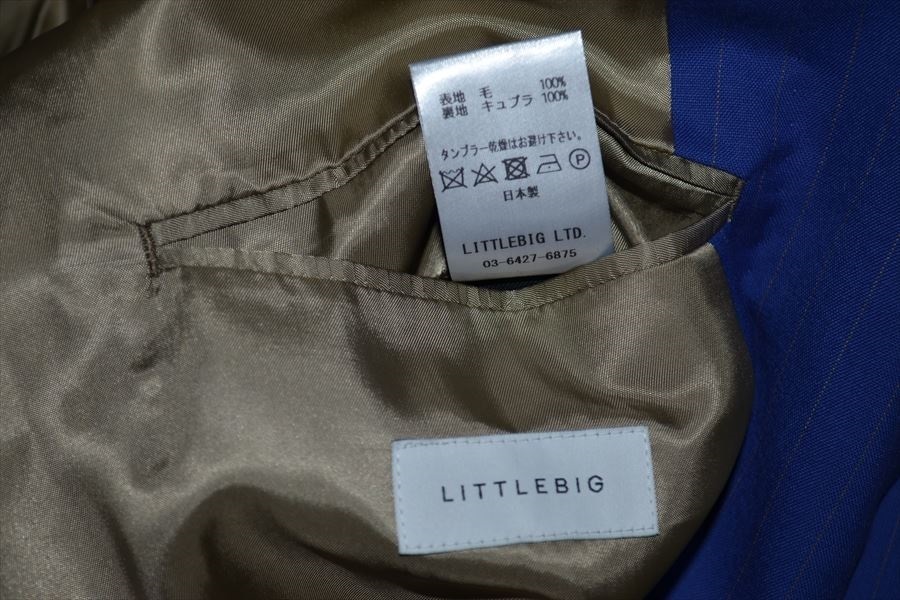 表地 毛 100%
裏地 キュプラ 100%
タンブラー乾燥はお避け下さい。
P
日本製
LITTLEBIG LTD.
03-6427-6875
LITTLEBIG